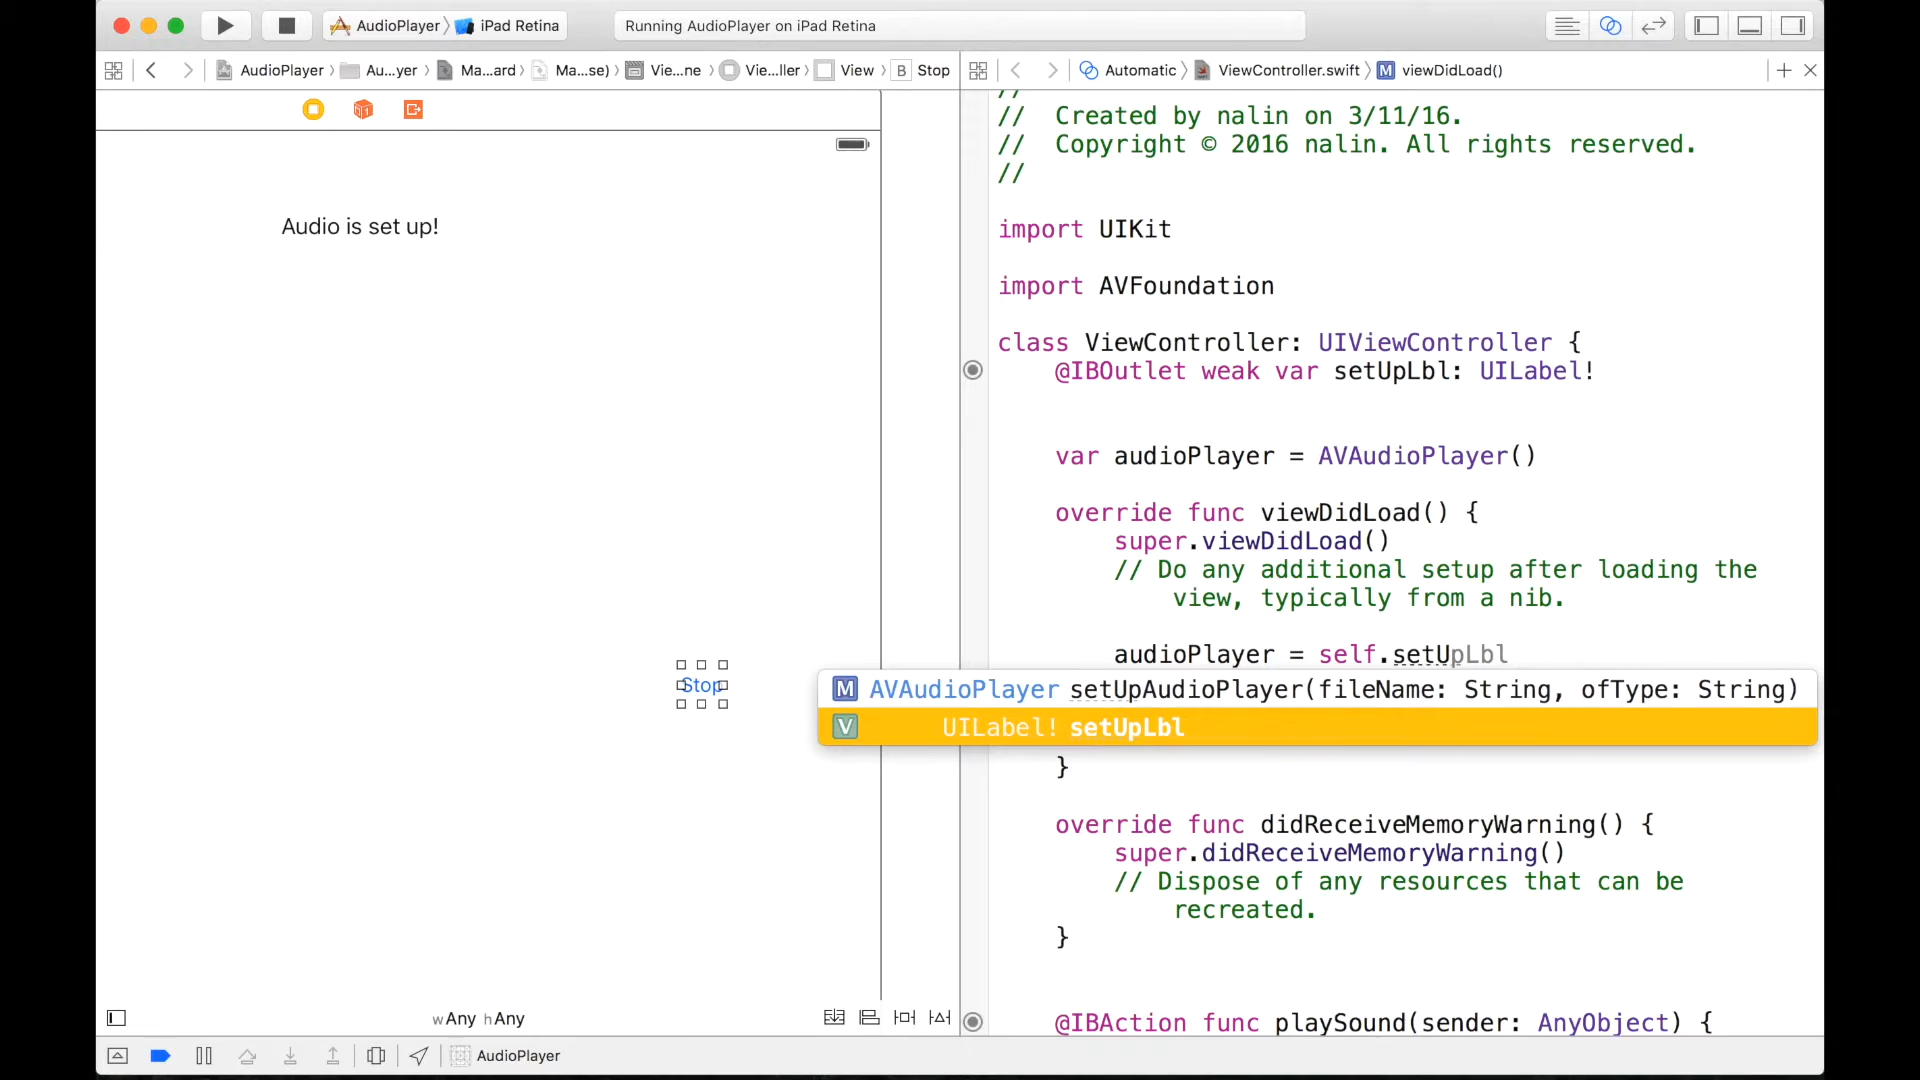 AudioPlayer iPad Retina
Running AudioPlayer on iPad Retina
AudioPlayer Au...yer Ma...ard Ma...se) Vie...ne Vie...ller View B Stop
Automatic ViewController.swift M viewDidLoad()
Audio is set up!
Stop
wAny hAny
//
// Created by nalin on 3/11/16.
// Copyright © 2016 nalin. All rights reserved.
//
import UIKit
import AVFoundation
class ViewController: UIViewController {
@IBOutlet weak var setUpLbl: UILabel!
var audioPlayer = AVAudioPlayer()
override func viewDidLoad() {
super.viewDidLoad()
// Do any additional setup after loading the
view, typically from a nib.
audioPlayer = self.setUpLbl
M AVAudioPlayer setUpAudioPlayer(fileName: String, ofType: String)
V UILabel! setUpLbl
}
override func didReceiveMemoryWarning() {
super.didReceiveMemoryWarning()
// Dispose of any resources that can be
recreated.
}
@IBAction func playSound(sender: AnyObject) {
AudioPlayer